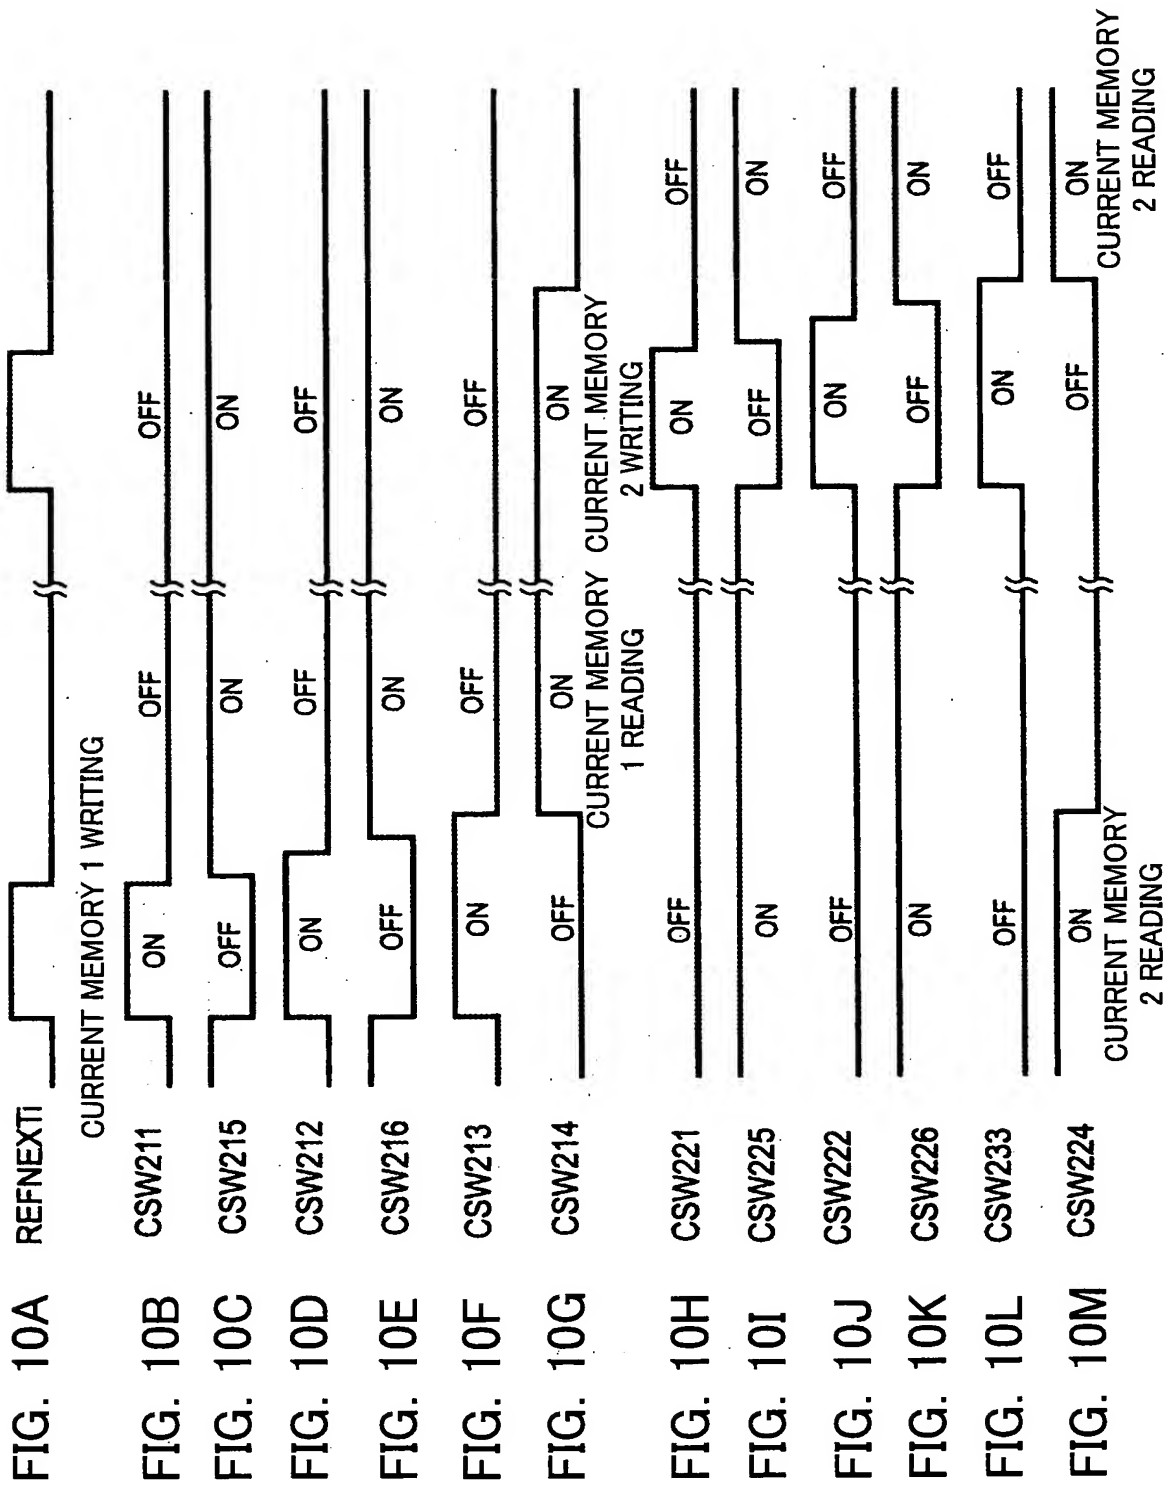 FIG. 10A REFNEXTi
CURRENT MEMORY 1 WRITING
FIG. 10B CSW211 ON OFF OFF
FIG. 10C CSW215 OFF ON ON
FIG. 10D CSW212 ON OFF OFF
FIG. 10E CSW216 OFF ON ON
FIG. 10F CSW213 ON OFF OFF
FIG. 10G CSW214 OFF ON ON
CURRENT MEMORY CURRENT MEMORY
1 READING 2 WRITING
FIG. 10H CSW221 OFF ON OFF
FIG. 10I CSW225 ON OFF ON
FIG. 10J CSW222 OFF ON OFF
FIG. 10K CSW226 ON OFF ON
FIG. 10L CSW233 OFF ON OFF
FIG. 10M CSW224 ON OFF ON
CURRENT MEMORY CURRENT MEMORY
2 READING 2 READING